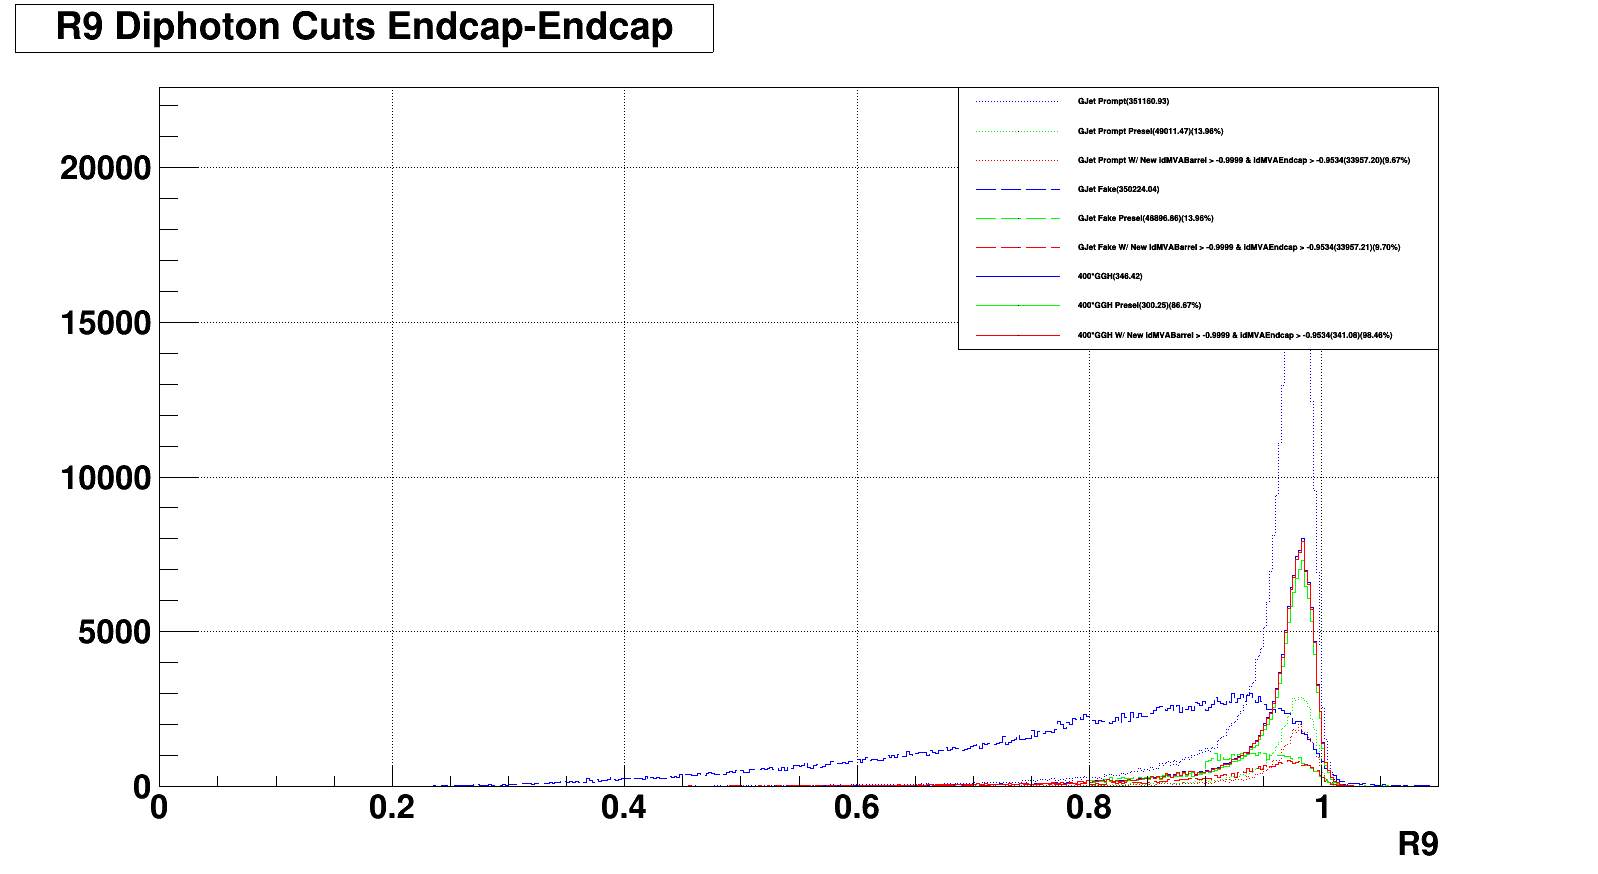 R9 Diphoton Cuts Endcap-Endcap
GJet Prompt(351160.93)
GJet Prompt Presel(49011.47)(13.96%)
GJet Prompt W/ New idMVABarrel > -0.9999 & idMVAEndcap > -0.9534(33957.20)(9.67%)
GJet Fake(350224.04)
GJet Fake Presel(48896.86)(13.96%)
GJet Fake W/ New idMVABarrel > -0.9999 & idMVAEndcap > -0.9534(33957.21)(9.70%)
400*GGH(346.42)
400*GGH Presel(300.25)(86.67%)
400*GGH W/ New idMVABarrel > -0.9999 & idMVAEndcap > -0.9534(341.08)(98.46%)
20000
15000
10000
5000
0
0 0.2 0.4 0.6 0.8 1
R9